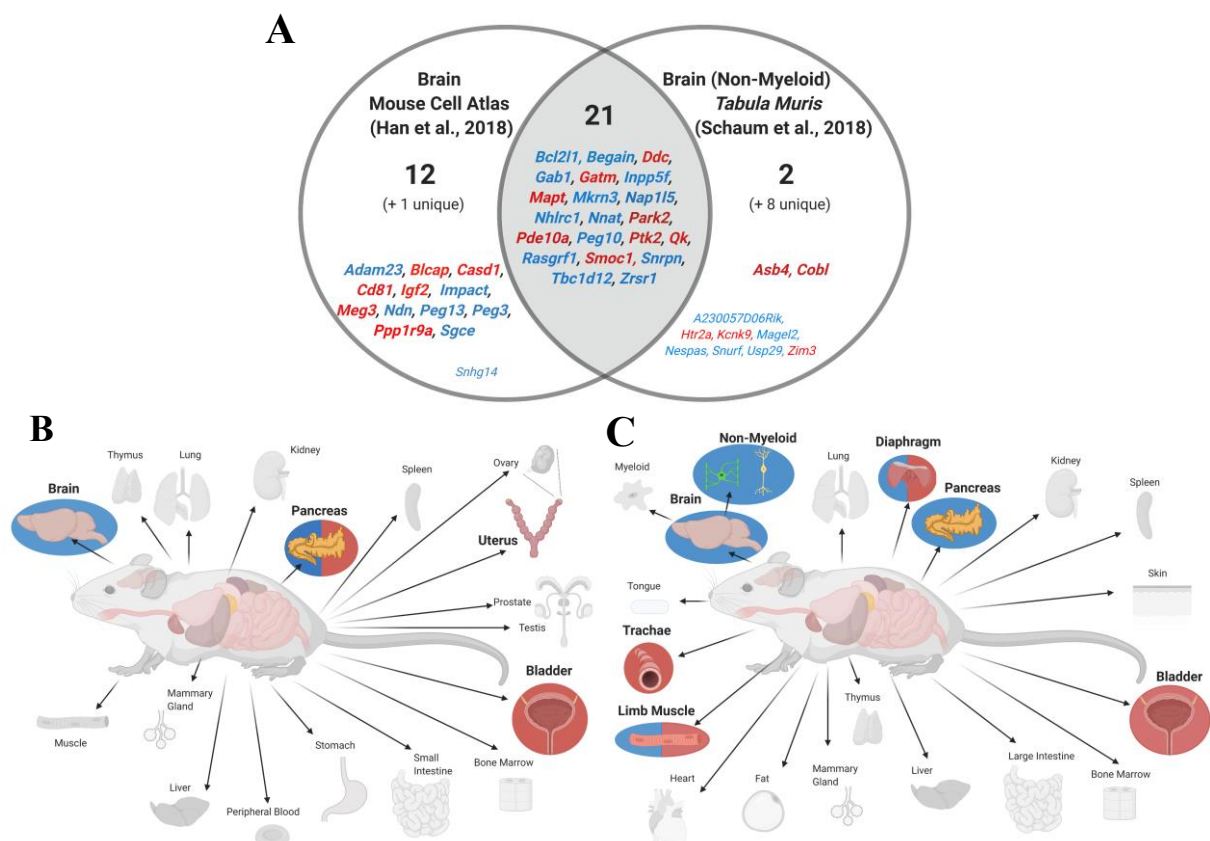 A
Brain
Mouse Cell Atlas
(Han et al., 2018)
12
(+ 1 unique)
Adam23, Blcap, Casd1,
Cd81, Igf2, Impact,
Meg3, Ndn, Peg13, Peg3,
Ppp1r9a, Sgce
Snhg14
21
Bcl2l1, Begain, Ddc,
Gab1, Gatm, Inpp5f,
Mapt, Mkrn3, Nap1l5,
Nhlrc1, Nnat, Park2,
Pde10a, Peg10, Ptk2, Qk,
Rasgrf1, Smoc1, Snrpn,
Tbc1d12, Zrsr1
Brain (Non-Myeloid)
Tabula Muris
(Schaum et al., 2018)
2
(+ 8 unique)
Asb4, Cobl
A230057D06Rik,
Htr2a, Kcnk9, Magel2,
Nespas, Snurf, Usp29, Zim3
B
Thymus
Lung
Kidney
Spleen
Ovary
Brain
Pancreas
Uterus
Prostate
Testis
Bladder
Mammary
Gland
Muscle
Stomach
Small
Intestine
Bone Marrow
Liver
Peripheral Blood
C
Non-Myeloid
Myeloid
Brain
Lung
Diaphragm
Pancreas
Kidney
Spleen
Skin
Tongue
Trachae
Limb Muscle
Bladder
Thymus
Heart
Fat
Mammary
Gland
Liver
Large Intestine
Bone Marrow